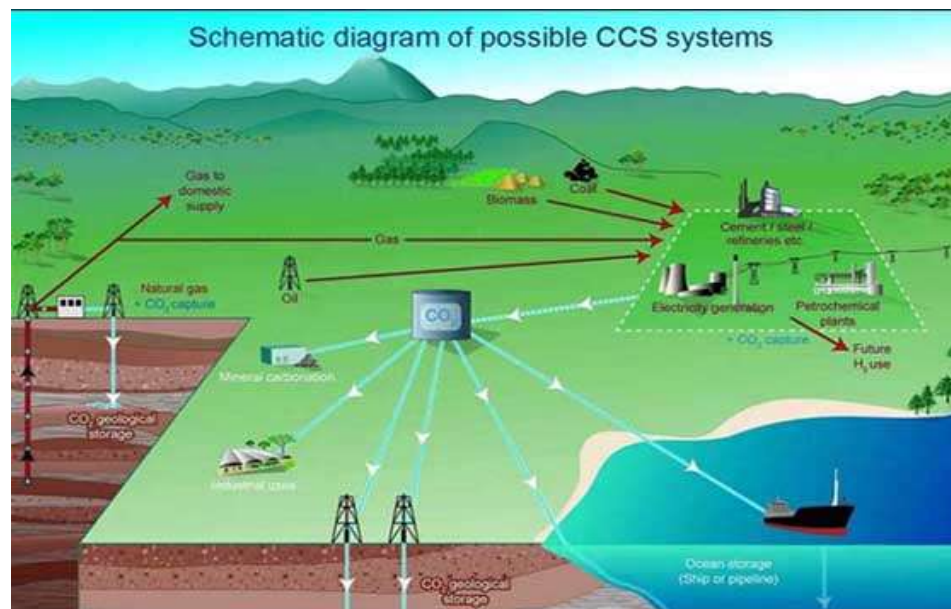 Schematic diagram of possible CCS systems
Gas to
domestic
supply
Biomass
Coal
Cement / steel /
refineries etc
Gas
Oil
Natural gas
+ CO₂ capture
Electricity generation
Petrochemical
plants
+ CO₂ capture
Future
H₂ use
CO₂
Mineral carbonation
CO₂ geological
storage
Industrial uses
CO₂ geological
storage
Ocean storage
(Ship or pipeline)